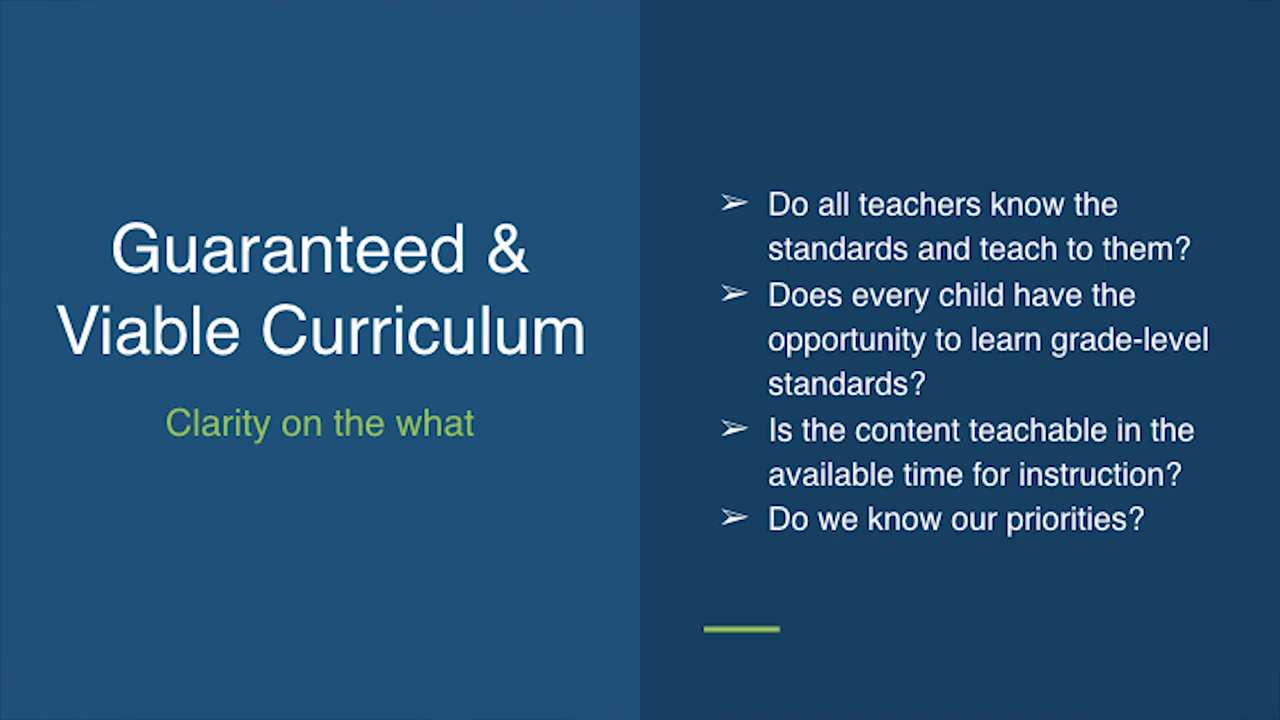 Guaranteed &
Viable Curriculum
Clarity on the what
➢ Do all teachers know the
standards and teach to them?
➢ Does every child have the
opportunity to learn grade-level
standards?
➢ Is the content teachable in the
available time for instruction?
➢ Do we know our priorities?